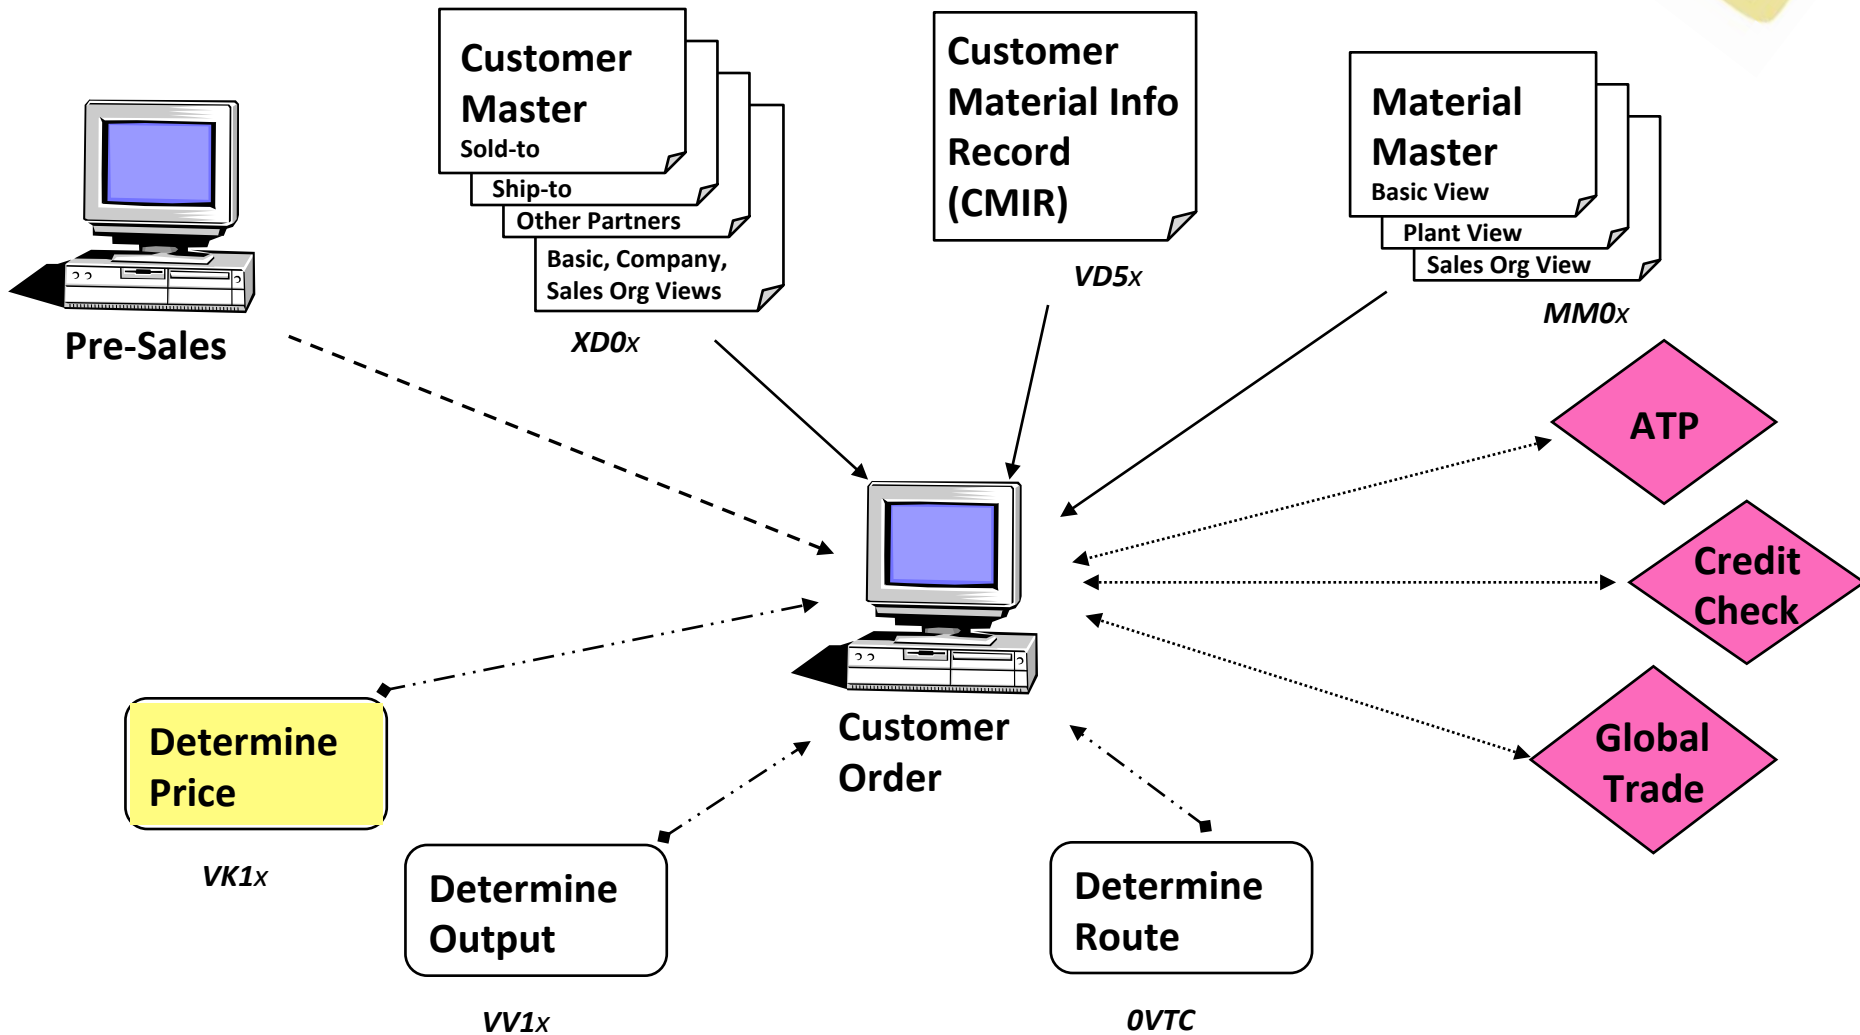 Customer
Master
Sold-to
Ship-to
Other Partners
Basic, Company,
Sales Org Views
XD0x
Customer
Material Info
Record
(CMIR)
VD5x
Material
Master
Basic View
Plant View
Sales Org View
MM0x
Pre-Sales
ATP
Credit
Check
Global
Trade
Customer
Order
Determine
Price
VK1x
Determine
Output
VV1x
Determine
Route
0VTC